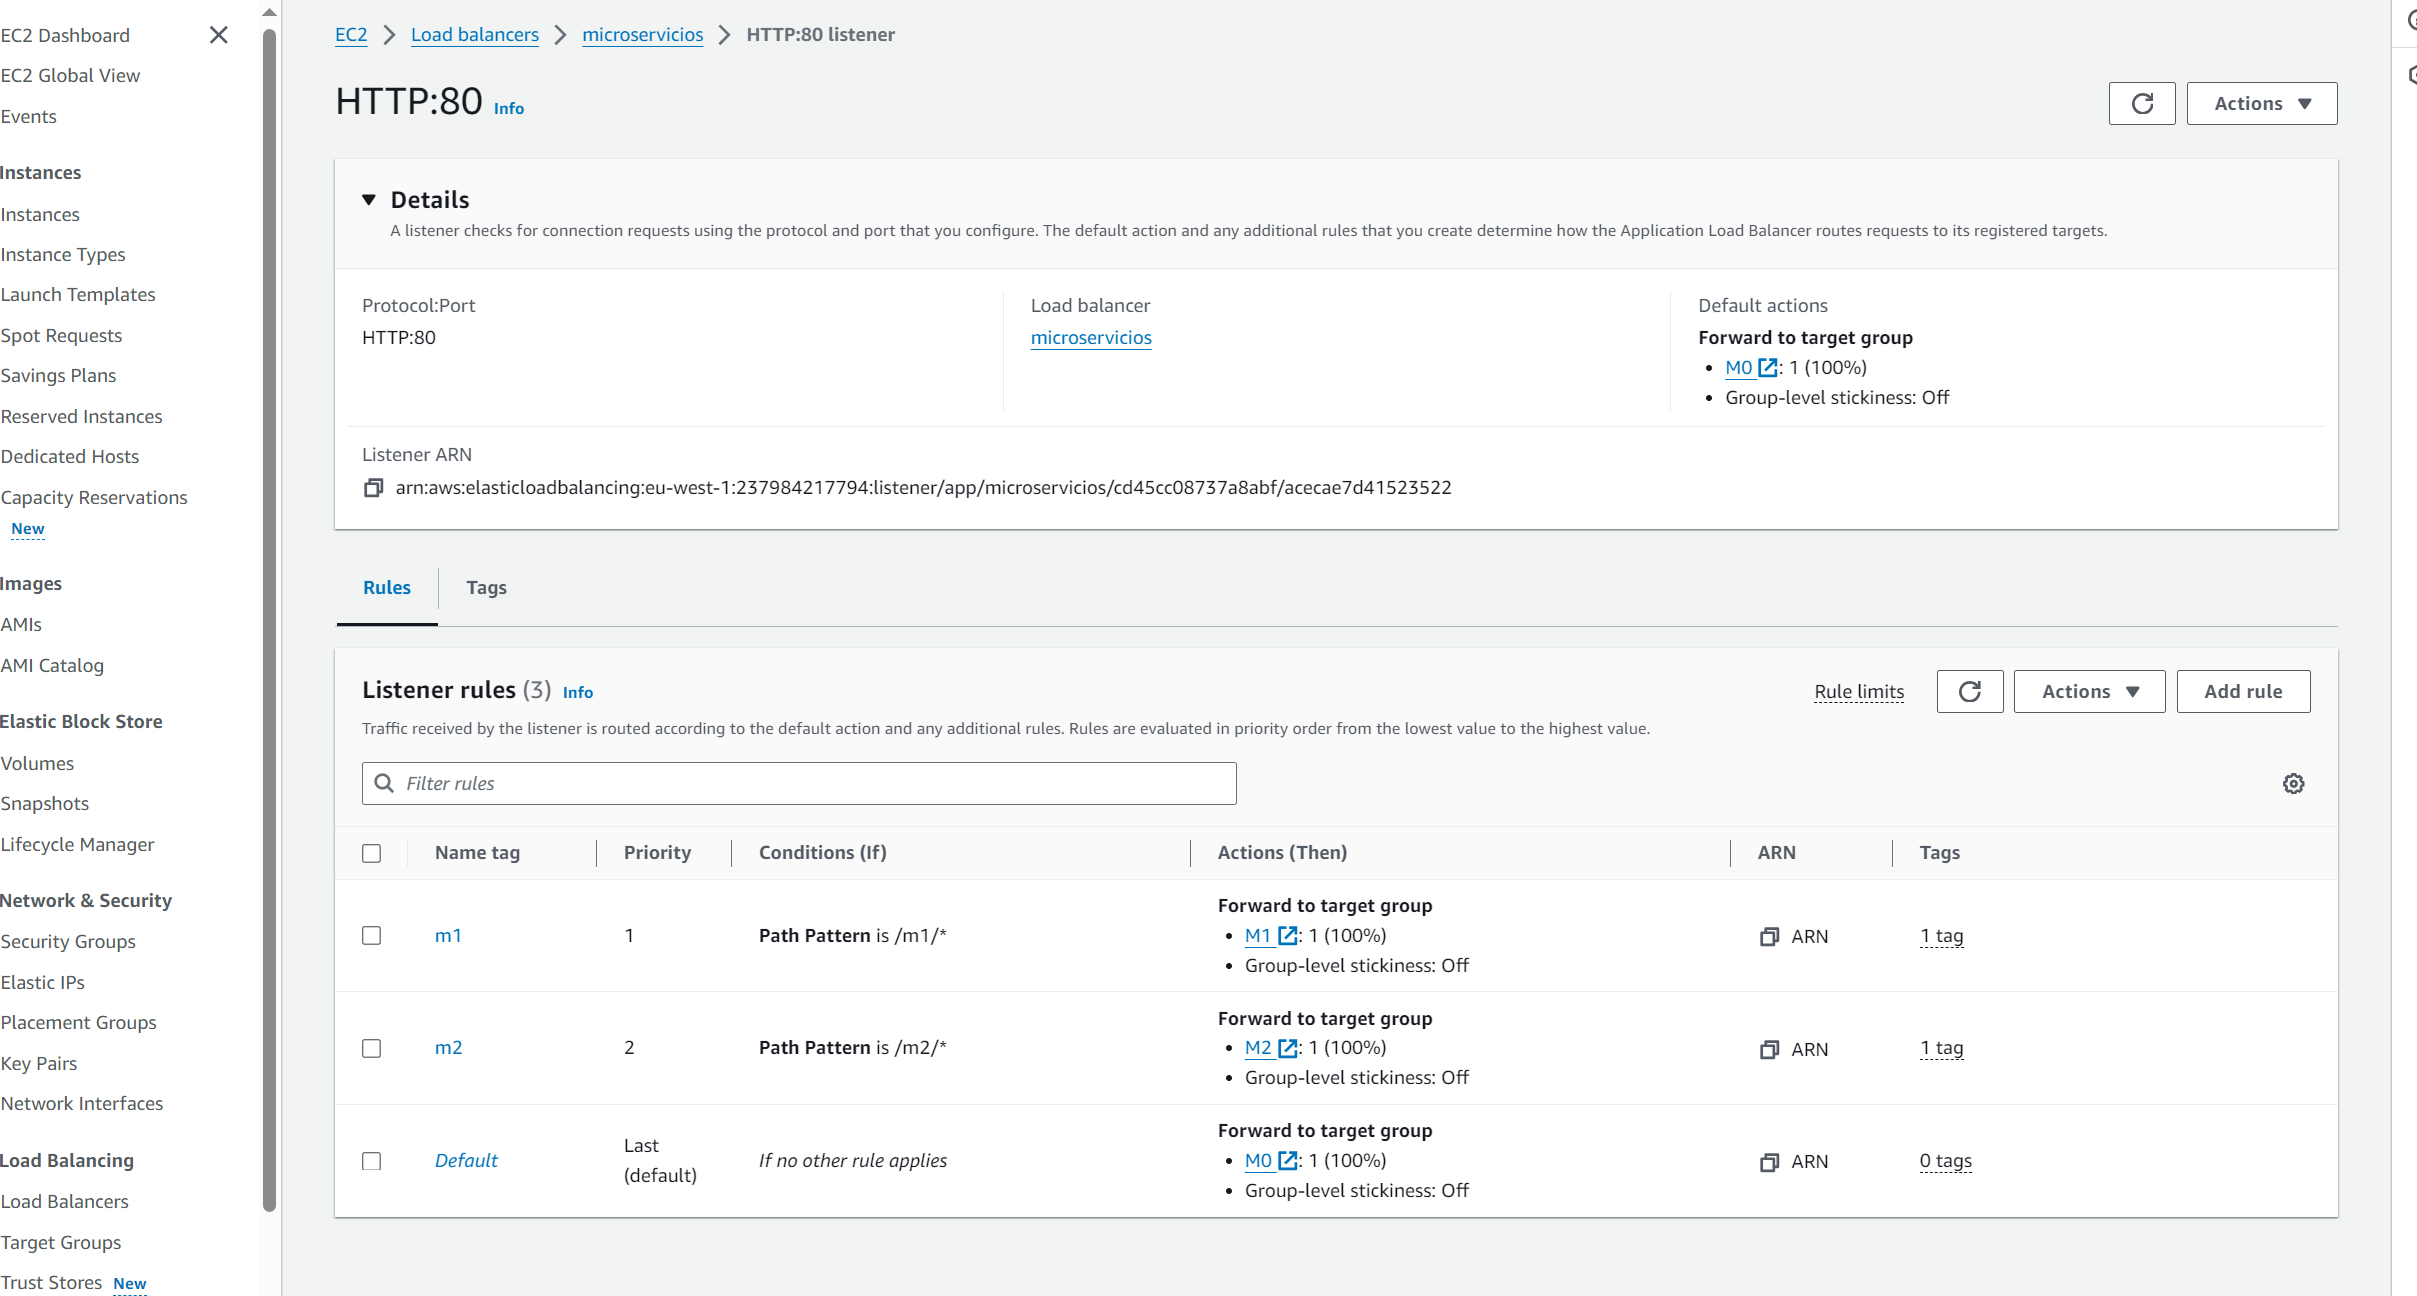 EC2 Dashboard
EC2 Global View
Events
Instances
Instances
Instance Types
Launch Templates
Spot Requests
Savings Plans
Reserved Instances
Dedicated Hosts
Capacity Reservations
New
Images
AMIs
AMI Catalog
Elastic Block Store
Volumes
Snapshots
Lifecycle Manager
Network & Security
Security Groups
Elastic IPs
Placement Groups
Key Pairs
Network Interfaces
Load Balancing
Load Balancers
Target Groups
Trust Stores New
EC2 > Load balancers > microservicios > HTTP:80 listener
HTTP:80 Info
Actions
Details
A listener checks for connection requests using the protocol and port that you configure. The default action and any additional rules that you create determine how the Application Load Balancer routes requests to its registered targets.
Protocol:Port
HTTP:80
Load balancer
microservicios
Default actions
Forward to target group
• M0 : 1 (100%)
• Group-level stickiness: Off
Listener ARN
arn:aws:elasticloadbalancing:eu-west-1:237984217794:listener/app/microservicios/cd45cc08737a8abf/acecae7d41523522
Rules Tags
Listener rules (3) Info
Rule limits Actions Add rule
Traffic received by the listener is routed according to the default action and any additional rules. Rules are evaluated in priority order from the lowest value to the highest value.
Filter rules
Name tag Priority Conditions (If) Actions (Then) ARN Tags
Forward to target group
m1 1 Path Pattern is /m1/* • M1 : 1 (100%) ARN 1 tag
• Group-level stickiness: Off
Forward to target group
m2 2 Path Pattern is /m2/* • M2 : 1 (100%) ARN 1 tag
• Group-level stickiness: Off
Forward to target group
Default Last (default) If no other rule applies • M0 : 1 (100%) ARN 0 tags
• Group-level stickiness: Off